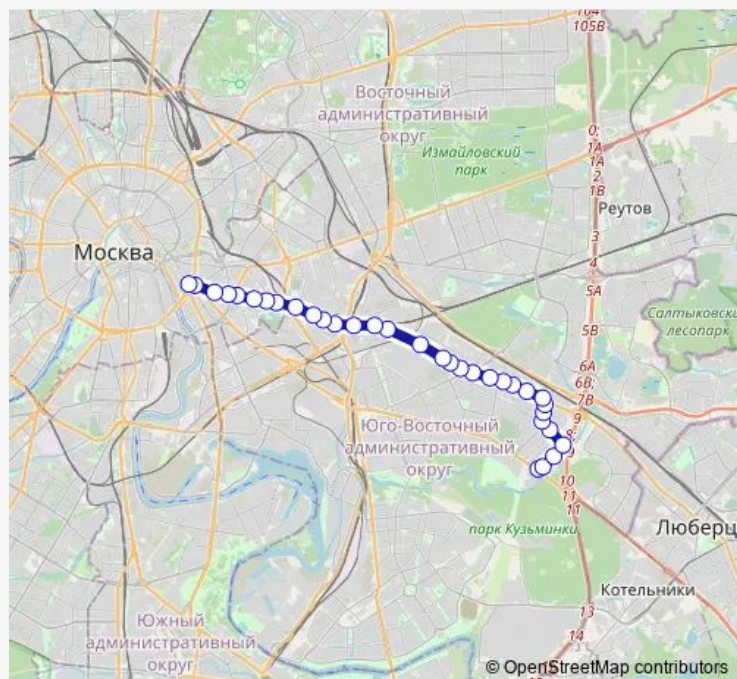 104
105В
Восточный
административный
округ
Измайловский
парк
0;
1А
1А
2
1В
Реутов
3
4
5А
Москва
Салтыковский
лесопарк
5В
6А
6В;
7В
9
Юго-Восточный
административный
округ
8;
9
10
11
11
парк Кузьминки
Люберц
Котельники
13
14
Южный
административный
округ
© OpenStreetMap contributors